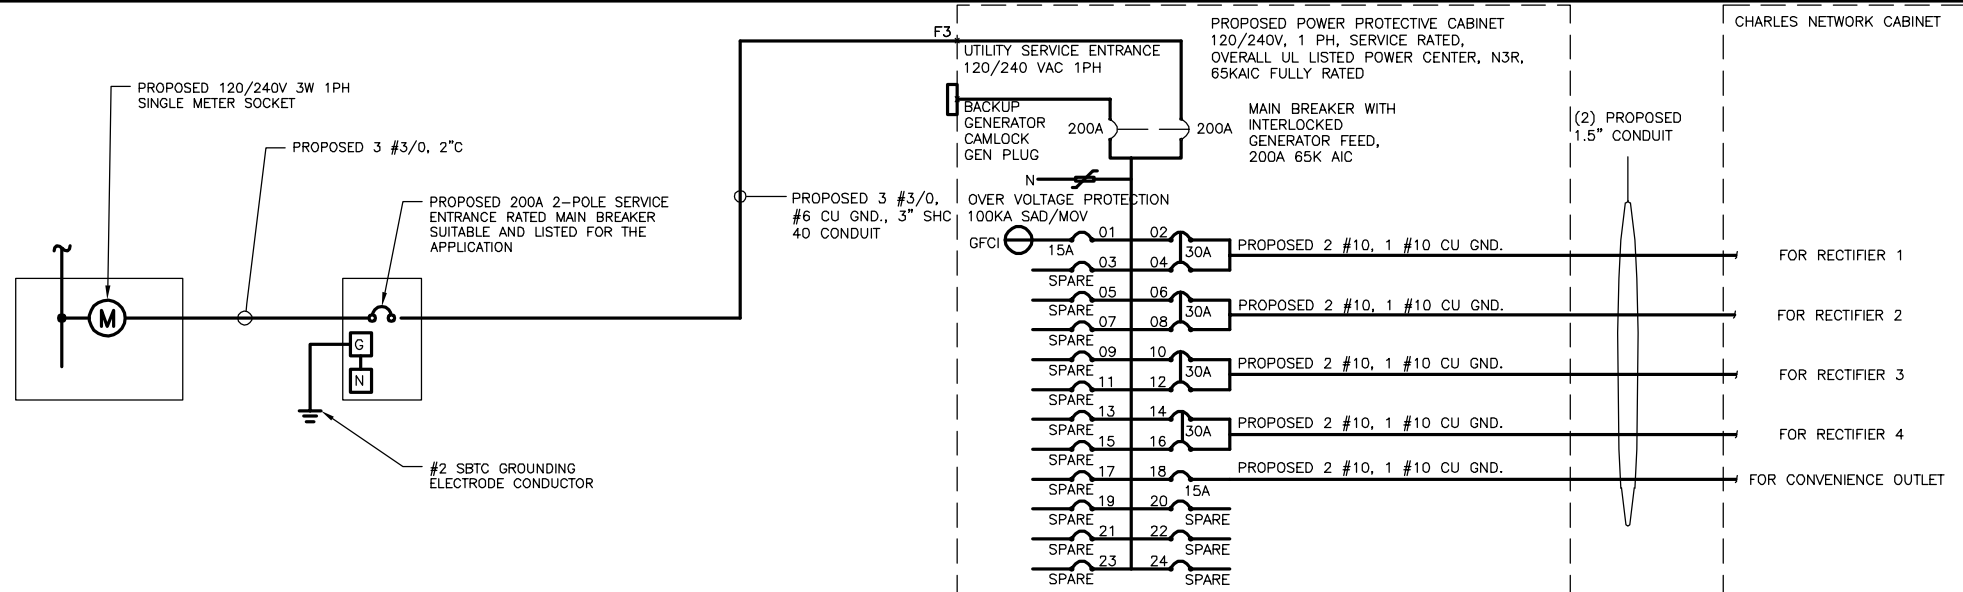 PROPOSED 120/240V 3W 1PH
SINGLE METER SOCKET
PROPOSED 3 #3/0, 2"C
PROPOSED 200A 2-POLE SERVICE
ENTRANCE RATED MAIN BREAKER
SUITABLE AND LISTED FOR THE
APPLICATION
M
G
N
#2 SBTC GROUNDING
ELECTRODE CONDUCTOR
PROPOSED 3 #3/0,
#6 CU GND., 3" SHC
40 CONDUIT
F3
UTILITY SERVICE ENTRANCE
120/240 VAC 1PH
BACKUP
GENERATOR
CAMLOCK
GEN PLUG
200A
200A
PROPOSED POWER PROTECTIVE CABINET
120/240V, 1 PH, SERVICE RATED,
OVERALL UL LISTED POWER CENTER, N3R,
65KAIC FULLY RATED
MAIN BREAKER WITH
INTERLOCKED
GENERATOR FEED,
200A 65K AIC
N
OVER VOLTAGE PROTECTION
100KA SAD/MOV
GFCI
15A
01 02
30A
PROPOSED 2 #10, 1 #10 CU GND.
03 04
SPARE
05 06
SPARE
30A
PROPOSED 2 #10, 1 #10 CU GND.
07 08
SPARE
09 10
SPARE
30A
PROPOSED 2 #10, 1 #10 CU GND.
11 12
SPARE
13 14
SPARE
30A
PROPOSED 2 #10, 1 #10 CU GND.
15 16
SPARE
17 18
SPARE
15A
PROPOSED 2 #10, 1 #10 CU GND.
19 20
SPARE SPARE
21 22
SPARE SPARE
23 24
SPARE SPARE
(2) PROPOSED
1.5" CONDUIT
CHARLES NETWORK CABINET
FOR RECTIFIER 1
FOR RECTIFIER 2
FOR RECTIFIER 3
FOR RECTIFIER 4
FOR CONVENIENCE OUTLET